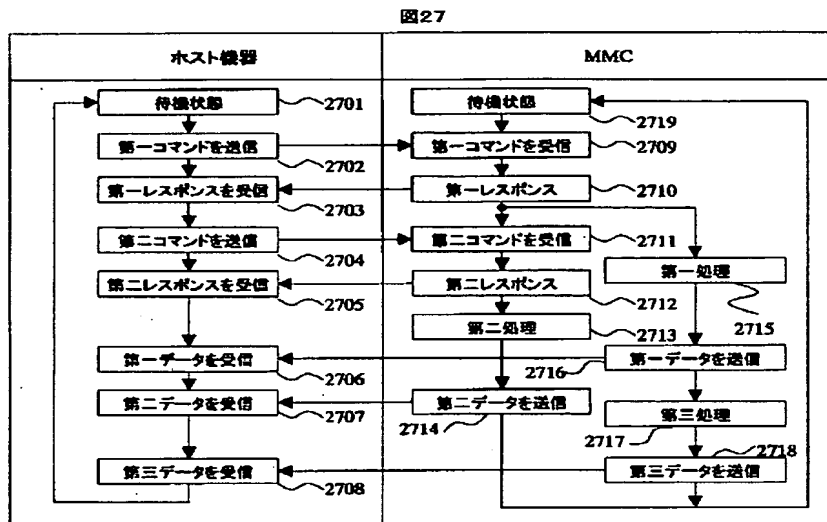 図27
ホスト機器
MMC
待機状態
2701
第一コマンドを送信
2702
第一レスポンスを受信
2703
第二コマンドを送信
2704
第二レスポンスを受信
2705
第一データを受信
2706
第二データを受信
2707
第三データを受信
2708
待機状態
2719
第一コマンドを受信
2709
第一レスポンス
2710
第二コマンドを受信
2711
第二レスポンス
2712
第二処理
2713
第二データを送信
2714
第一処理
2715
第一データを送信
2716
第三処理
2717
第三データを送信
2718